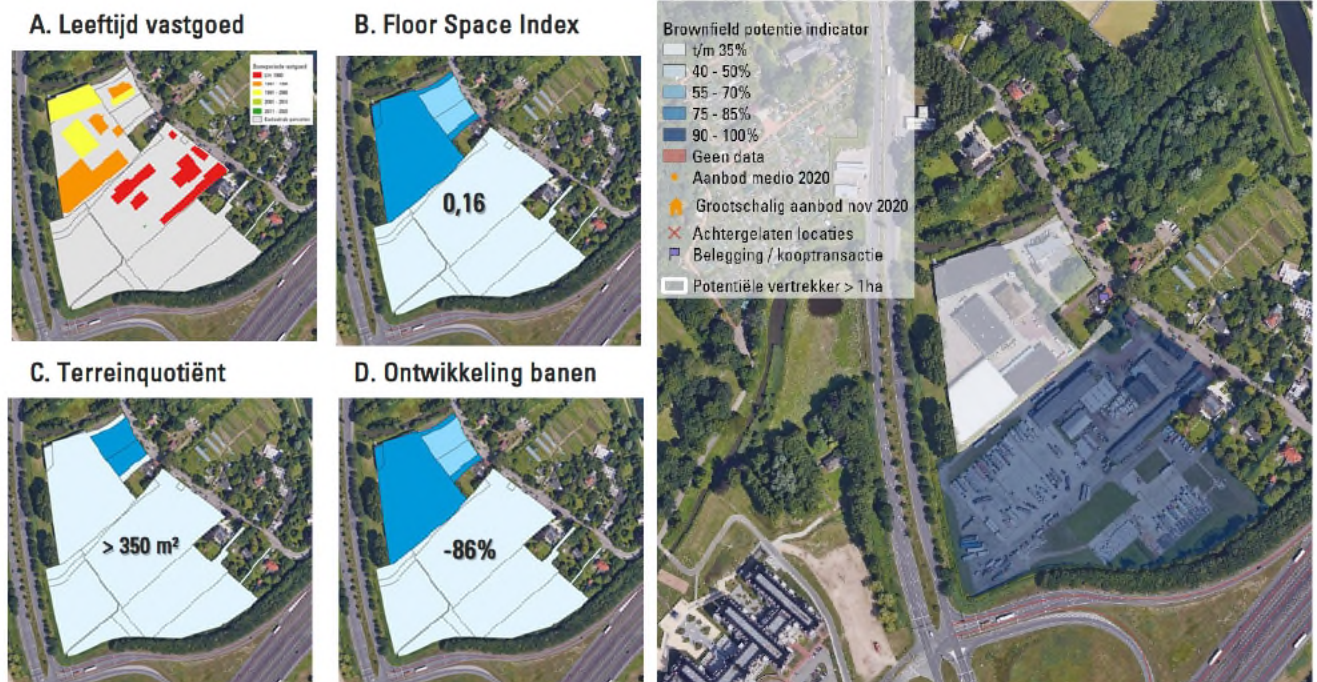 A. Leeftijd vastgoed
B. Floor Space Index
0,16
C. Terreinquotiënt
D. Ontwikkeling banen
> 350 m²
-86%
Brownfield potentie indicator
t/m 35%
40 - 50%
55 - 70%
75 - 85%
90 - 100%
Geen data
Aanbod medio 2020
Grootschalig aanbod nov 2020
Achtergelaten locaties
Belegging / kooptransactie
Potentiële vertrekker > 1ha